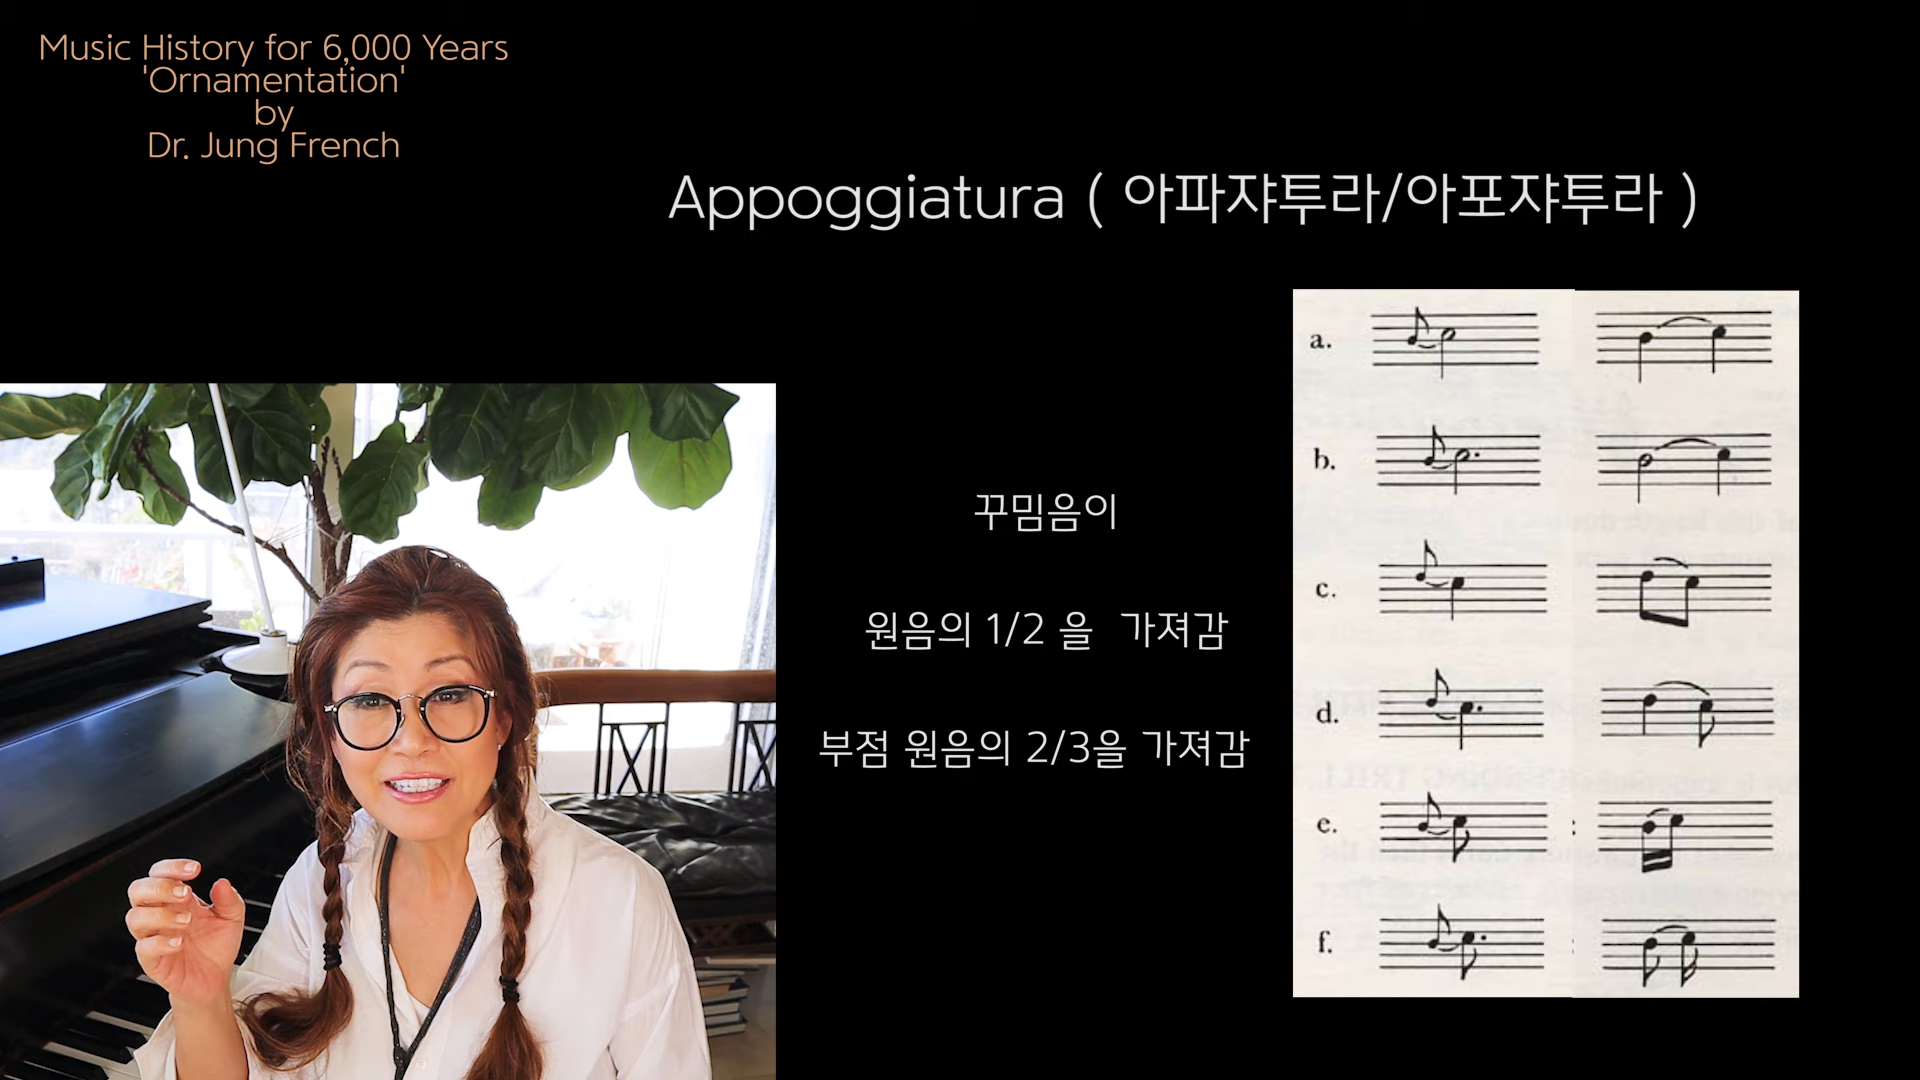 Music History for 6,000 Years
'Ornamentation'
by
Dr. Jung French
Appoggiatura ( 아파쟈투라/아포쟈투라 )
꾸밈음이
원음의 1/2 을 가져감
부점 원음의 2/3을 가져감
a.
b.
c.
d.
e.
f.